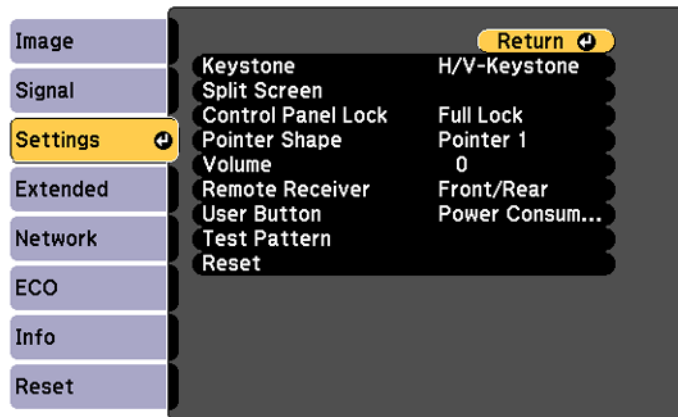 Image
Signal
Settings
Extended
Network
ECO
Info
Reset
Return
Keystone H/V-Keystone
Split Screen
Control Panel Lock Full Lock
Pointer Shape Pointer 1
Volume 0
Remote Receiver Front/Rear
User Button Power Consum...
Test Pattern
Reset